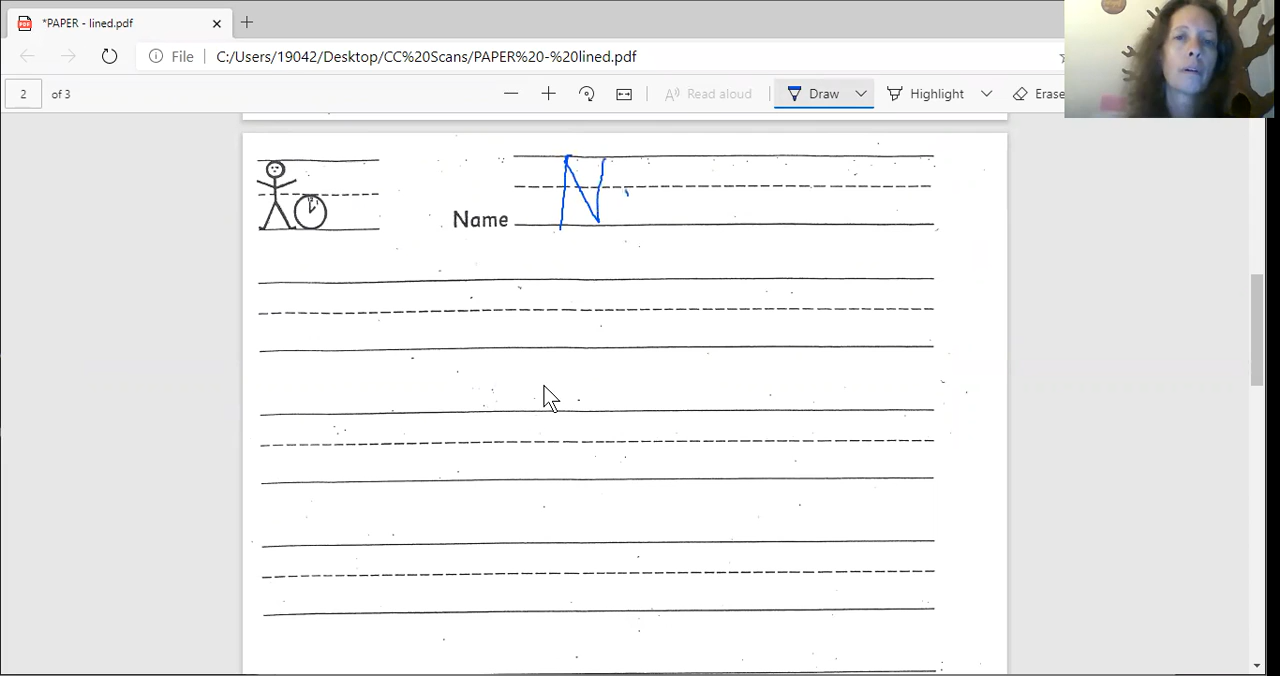 *PAPER - lined.pdf
File C:/Users/19042/Desktop/CC%20Scans/PAPER%20-%20lined.pdf
2 of 3 Read aloud Draw Highlight Erase
Name N